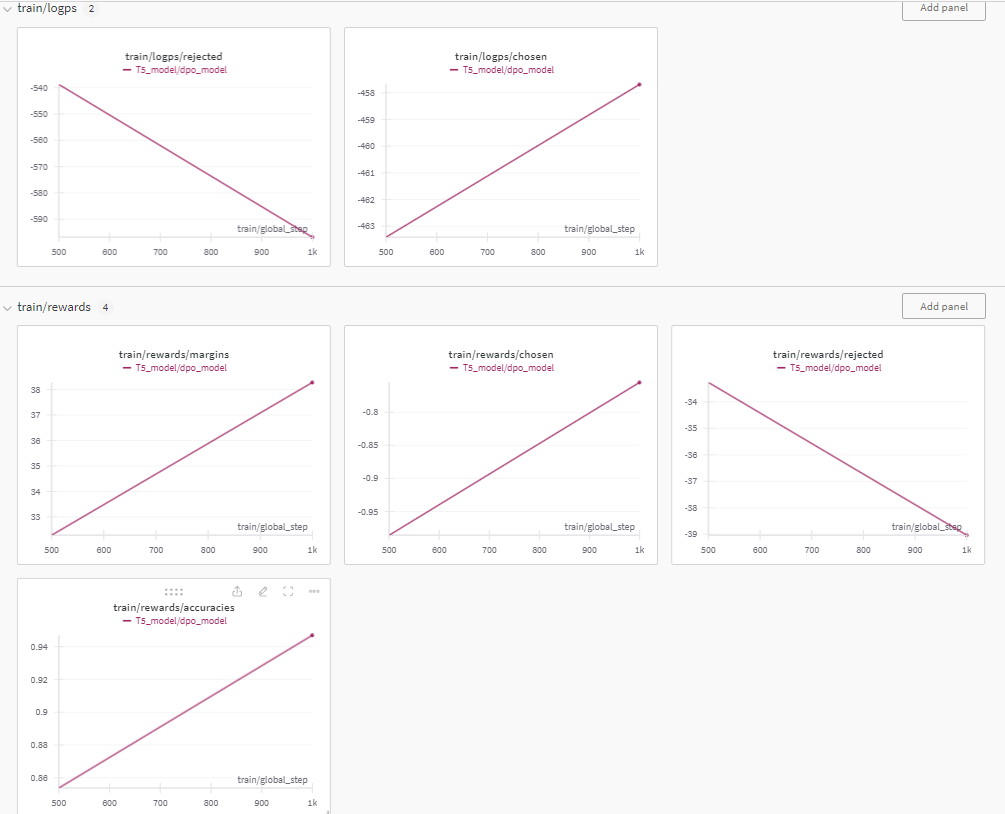 train/logps 2
Add panel
train/logps/rejected
T5_model/dpo_model
-540
-550
-560
-570
-580
-590
train/global_step
500 600 700 800 900 1k
train/logps/chosen
T5_model/dpo_model
-458
-459
-460
-461
-462
-463
train/global_step
500 600 700 800 900 1k
train/rewards 4
Add panel
train/rewards/margins
T5_model/dpo_model
38
37
36
35
34
33
train/global_step
500 600 700 800 900 1k
train/rewards/chosen
T5_model/dpo_model
-0.8
-0.85
-0.9
-0.95
train/global_step
500 600 700 800 900 1k
train/rewards/rejected
T5_model/dpo_model
-34
-35
-36
-37
-38
-39
train/global_step
500 600 700 800 900 1k
train/rewards/accuracies
T5_model/dpo_model
0.94
0.92
0.9
0.88
0.86
train/global_step
500 600 700 800 900 1k